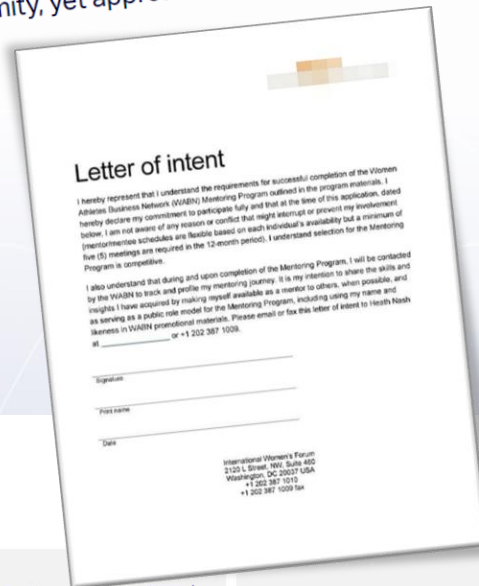 mity, yet
Letter of intent
I hereby represent that I understand the requirements for successful completion of the Women
Athletes Business Network (WABN) Mentoring Program outlined in the program materials. I
hereby declare my commitment to participate fully and that at the time of this application, dated
below, I am not aware of any reason or conflict that might interrupt or prevent my involvement
(mentor/mentee schedules are flexible based on each individual's availability but a minimum of
five (5) meetings are required in the 12-month period). I understand selection for the Mentoring
Program is competitive.
I also understand that during and upon completion of the Mentoring Program, I will be contacted
by the WABN to track and profile my mentoring journey. It is my intention to share the skills and
insights I have acquired by making myself available as a mentor to others, when possible, and
as serving as a public role model for the Mentoring Program, including using my name and
likeness in WABN promotional materials. Please email or fax this letter of intent to Heath Nash
at _______________ or +1 202 387 1009.
Signature
Print name
Date
International Women's Forum
2120 L Street, NW, Suite 460
Washington, DC 20037 USA
+1 202 387 1010
+1 202 387 1009 fax